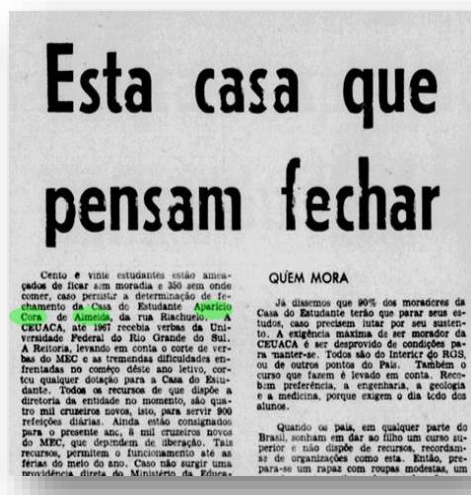 Esta casa que
pensam fechar
Cento e vinte estudantes estão amea-
çados de ficar sem moradia e 350 sem onde
comer, caso persistir a determinação de fe-
chamento da Casa do Estudante Aparicio
Cora de Almeida, da rua Riachuelo. A
CEUACA, até 1967 recebia verbas da Uni-
versidade Federal do Rio Grande do Sul.
A Reitoria, levando em conta o corte de ver-
bas do MEC e as tremendas dificuldades en-
frentadas no começo dêste ano letivo, cor-
tou qualquer dotação para a Casa do Estu-
dante. Todos os recursos de que dispõe a
diretoria da entidade no momento, são qua-
tro mil cruzeiros novos, isto, para servir 900
refeições diárias. Ainda estão consignados
para o presente ano, 8 mil cruzeiros novos
do MEC, que dependem de liberação. Tais
recursos, permitem o funcionamento até as
férias do meio do ano. Caso não surgir uma
providência direta do Ministério da Educa-
QUEM MORA
Já dissemos que 90% dos moradores da
Casa do Estudante terão que parar seus es-
tudos, caso precisem lutar por seu susten-
to. A exigência máxima de ser morador da
CEUACA é ser desprovido de condições pa-
ra manter-se. Todos são do Interior do RGS,
ou de outros pontos do País. Também o
curso que fazem é levado em conta. Rece-
bem preferência, a engenharia, a geologia
e a medicina, porque exigem o dia todo dos
alunos.
Quando os pais, em qualquer parte do
Brasil, sonham em dar ao filho um curso su-
perior e não dispõe de recursos, recordam-
se de organizações como esta. Então, pre-
para-se um rapaz com roupas modestas, um